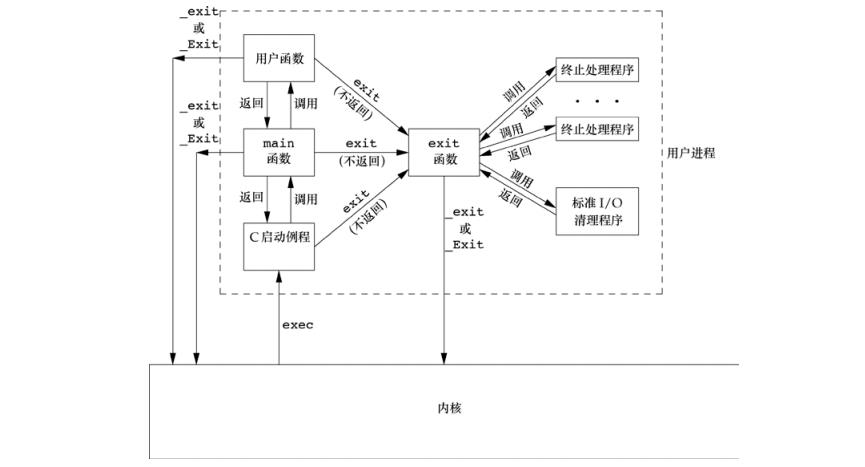 _exit
或
_Exit
用户函数
exit
(不返回)
调用
返回
终止处理程序
· · ·
返回
调用
_exit
或
_Exit
main
函数
exit
(不返回)
exit
函数
调用
返回
终止处理程序
用户进程
返回
调用
exit
(不返回)
调用
返回
标准 I/O
清理程序
C 启动例程
_exit
或
_Exit
exec
内核